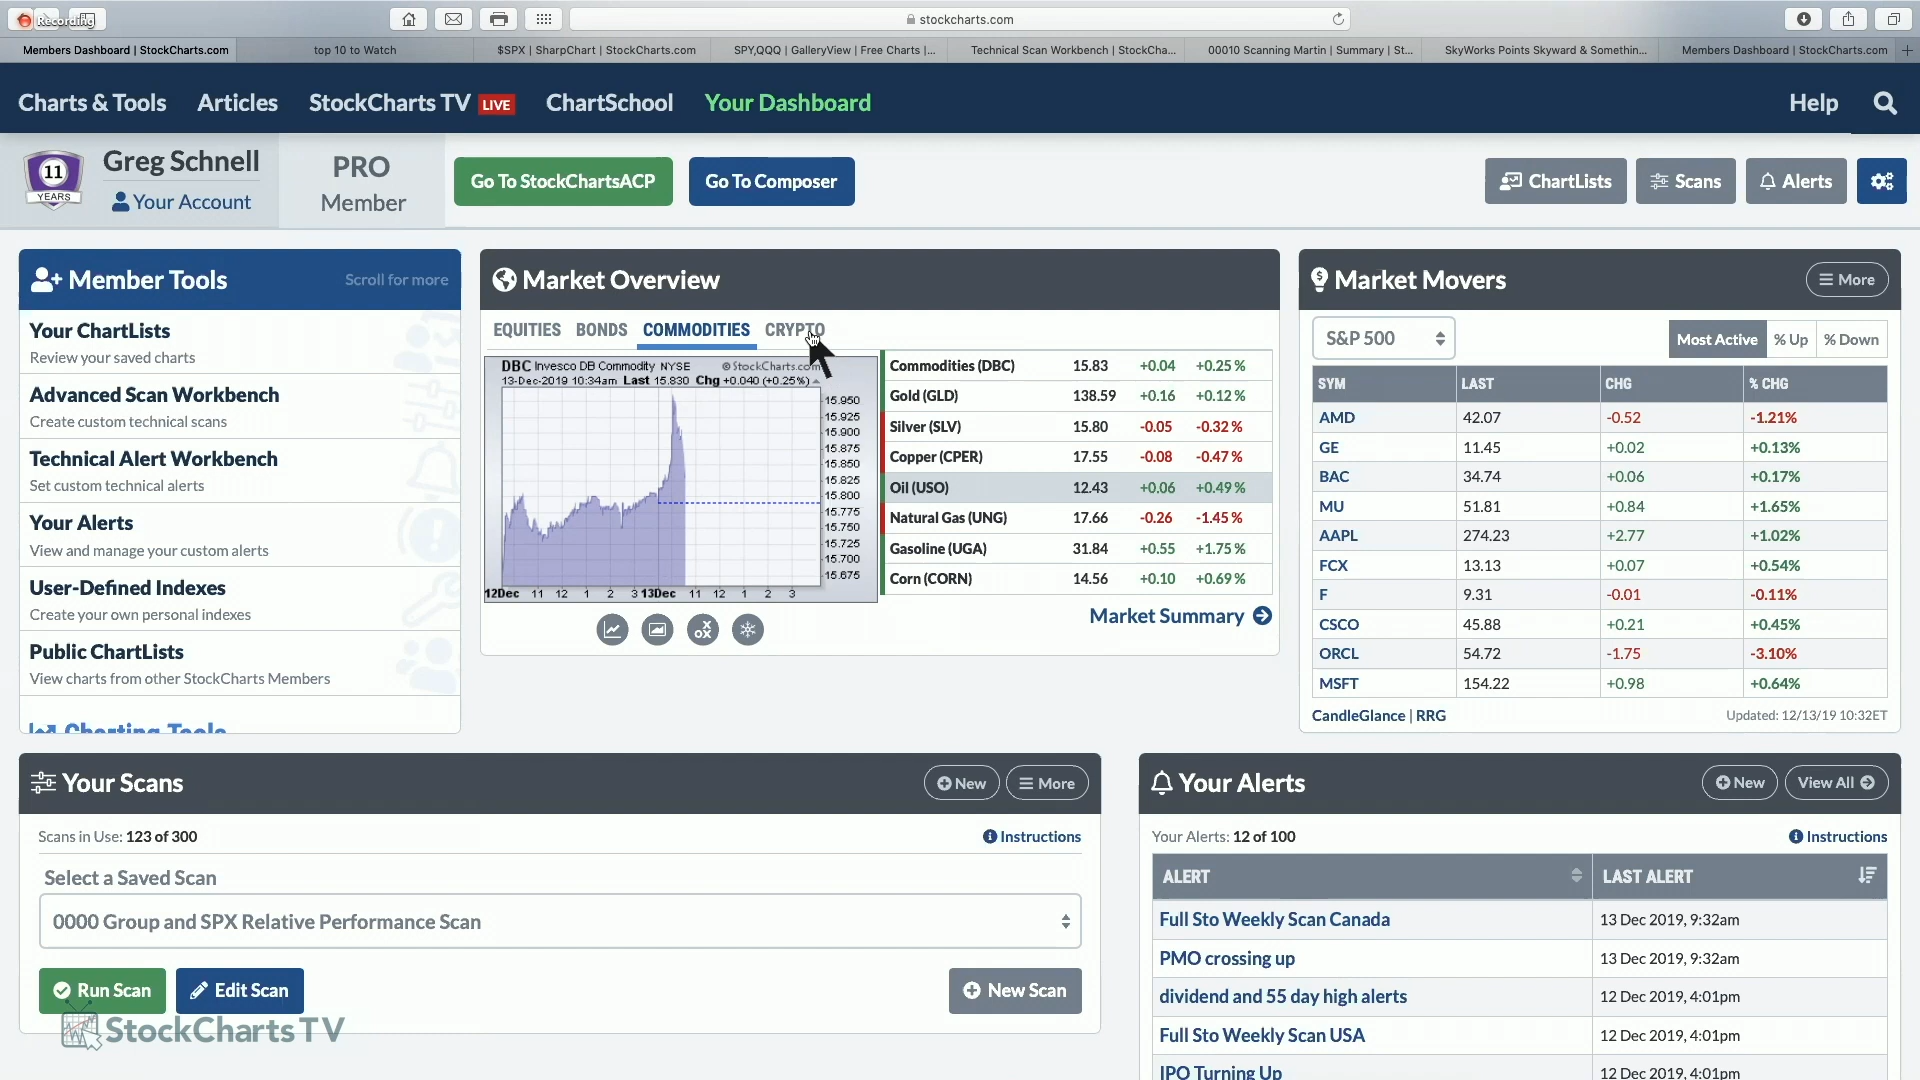 Recording
stockcharts.com
Members Dashboard | StockCharts.com
top 10 to Watch
$SPX | SharpChart | StockCharts.com
SPY,QQQ | GalleryView | Free Charts |...
Technical Scan Workbench | StockCha...
00010 Scanning Martin | Summary | St...
SkyWorks Points Skyward & Somethin...
Members Dashboard | StockCharts.com
Charts & Tools
Articles
StockCharts TV LIVE
ChartSchool
Your Dashboard
Help
11
YEARS
Greg Schnell
Your Account
PRO
Member
Go To StockChartsACP
Go To Composer
ChartLists
Scans
Alerts
Member Tools
Scroll for more
Your ChartLists
Review your saved charts
Advanced Scan Workbench
Create custom technical scans
Technical Alert Workbench
Set custom technical alerts
Your Alerts
View and manage your custom alerts
User-Defined Indexes
Create your own personal indexes
Public ChartLists
View charts from other StockCharts Members
Charting Tools
Market Overview
EQUITIES BONDS COMMODITIES CRYPTO
DBC Invesco DB Commodity NYSE © StockCharts.com
13-Dec-2019 10:34am Last 15.830 Chg +0.040 (+0.25%)
15.950
15.925
15.900
15.875
15.850
15.825
15.800
15.775
15.750
15.725
15.700
15.675
12Dec 11 12 1 2 3 13Dec 11 12 1 2 3
Commodities (DBC) 15.83 +0.04 +0.25%
Gold (GLD) 138.59 +0.16 +0.12%
Silver (SLV) 15.80 -0.05 -0.32%
Copper (CPER) 17.55 -0.08 -0.47%
Oil (USO) 12.43 +0.06 +0.49%
Natural Gas (UNG) 17.66 -0.26 -1.45%
Gasoline (UGA) 31.84 +0.55 +1.75%
Corn (CORN) 14.56 +0.10 +0.69%
Market Summary
Market Movers
More
S&P 500
Most Active % Up % Down
SYM LAST CHG % CHG
AMD 42.07 -0.52 -1.21%
GE 11.45 +0.02 +0.13%
BAC 34.74 +0.06 +0.17%
MU 51.81 +0.84 +1.65%
AAPL 274.23 +2.77 +1.02%
FCX 13.13 +0.07 +0.54%
F 9.31 -0.01 -0.11%
CSCO 45.88 +0.21 +0.45%
ORCL 54.72 -1.75 -3.10%
MSFT 154.22 +0.98 +0.64%
CandleGlance | RRG
Updated: 12/13/19 10:32ET
Your Scans
New
More
Scans in Use: 123 of 300
Instructions
Select a Saved Scan
0000 Group and SPX Relative Performance Scan
Run Scan
Edit Scan
New Scan
StockCharts TV
Your Alerts
New
View All
Your Alerts: 12 of 100
Instructions
ALERT LAST ALERT
Full Sto Weekly Scan Canada 13 Dec 2019, 9:32am
PMO crossing up 13 Dec 2019, 9:32am
dividend and 55 day high alerts 12 Dec 2019, 4:01pm
Full Sto Weekly Scan USA 12 Dec 2019, 4:01pm
IPO Turning Up 12 Dec 2019, 4:01pm